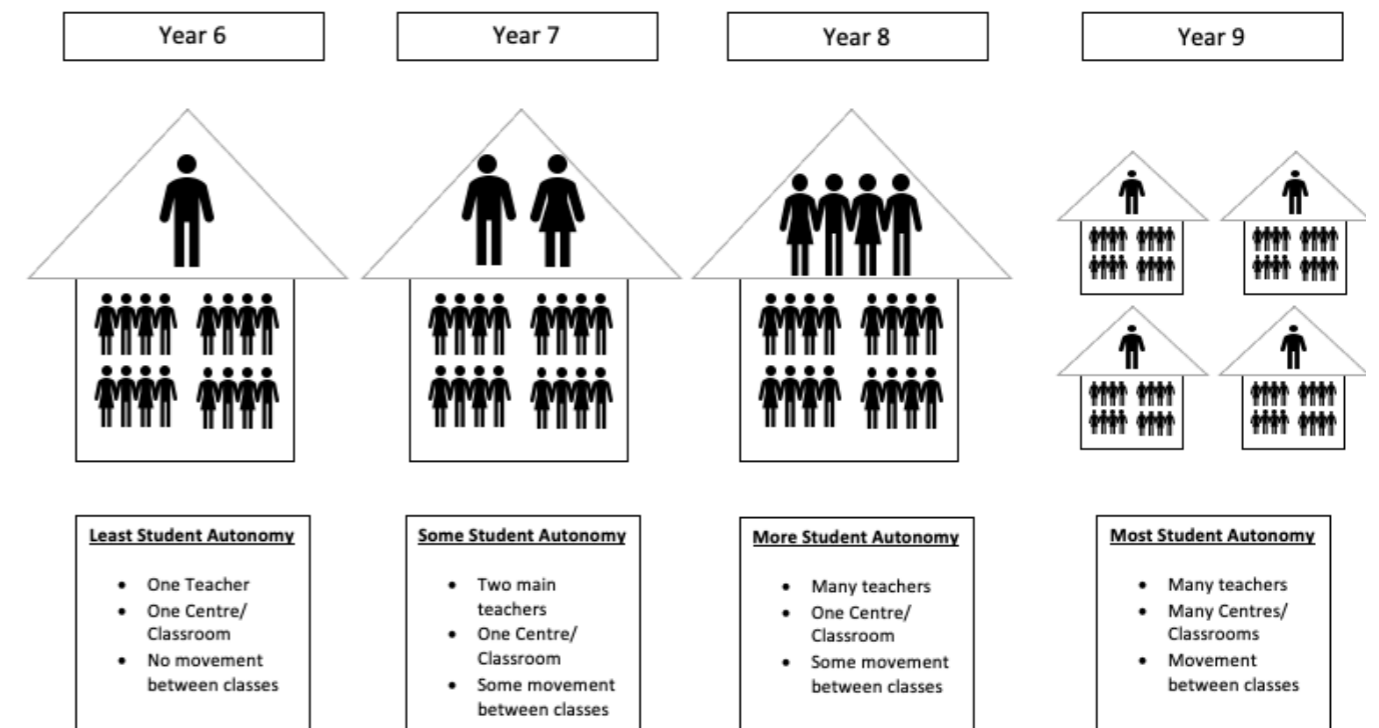 Year 6
Year 7
Year 8
Year 9
Least Student Autonomy
• One Teacher
• One Centre/
Classroom
• No movement
between classes
Some Student Autonomy
• Two main
teachers
• One Centre/
Classroom
• Some movement
between classes
More Student Autonomy
• Many teachers
• One Centre/
Classroom
• Some movement
between classes
Most Student Autonomy
• Many teachers
• Many Centres/
Classrooms
• Movement
between classes